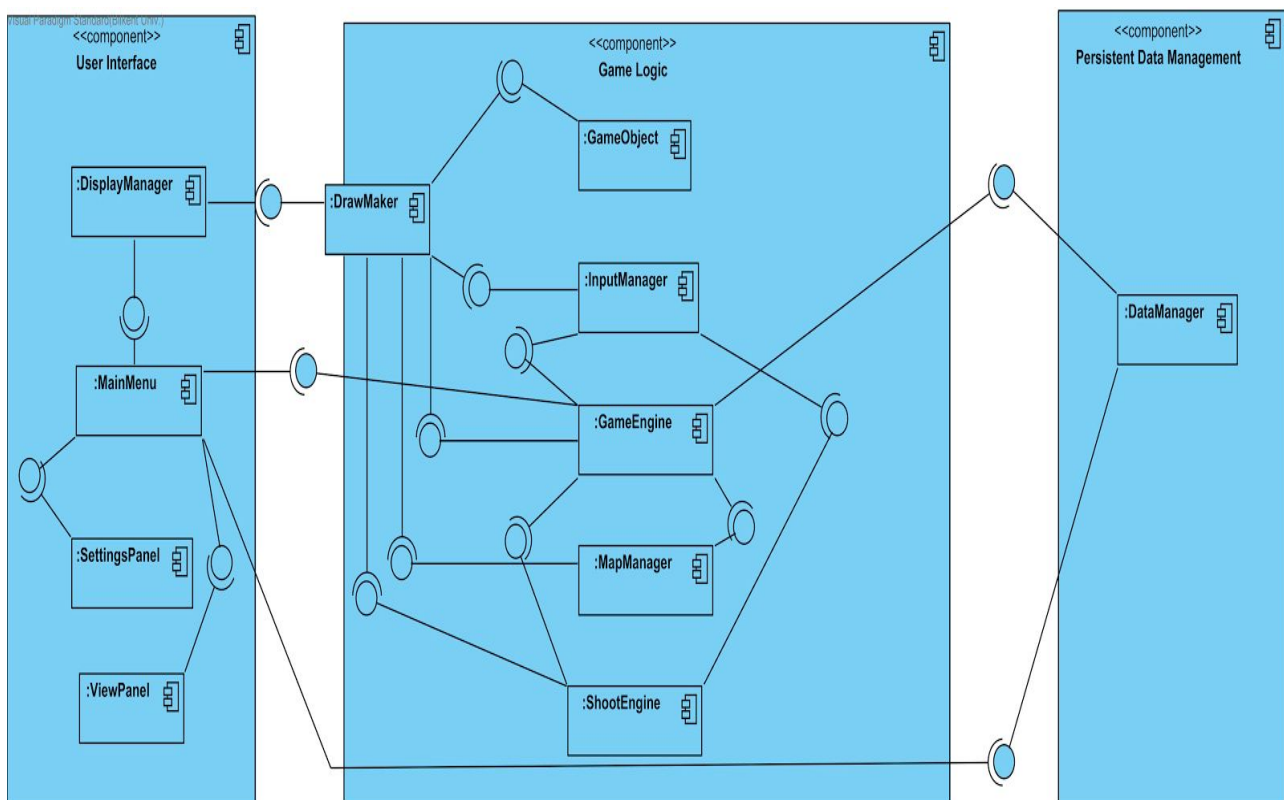 Visual Paradigm Standard(Bilkent Univ.)
<<component>>
User Interface
:DisplayManager
:MainMenu
:SettingsPanel
:ViewPanel
<<component>>
Game Logic
:GameObject
:DrawMaker
:InputManager
:GameEngine
:MapManager
:ShootEngine
<<component>>
Persistent Data Management
:DataManager